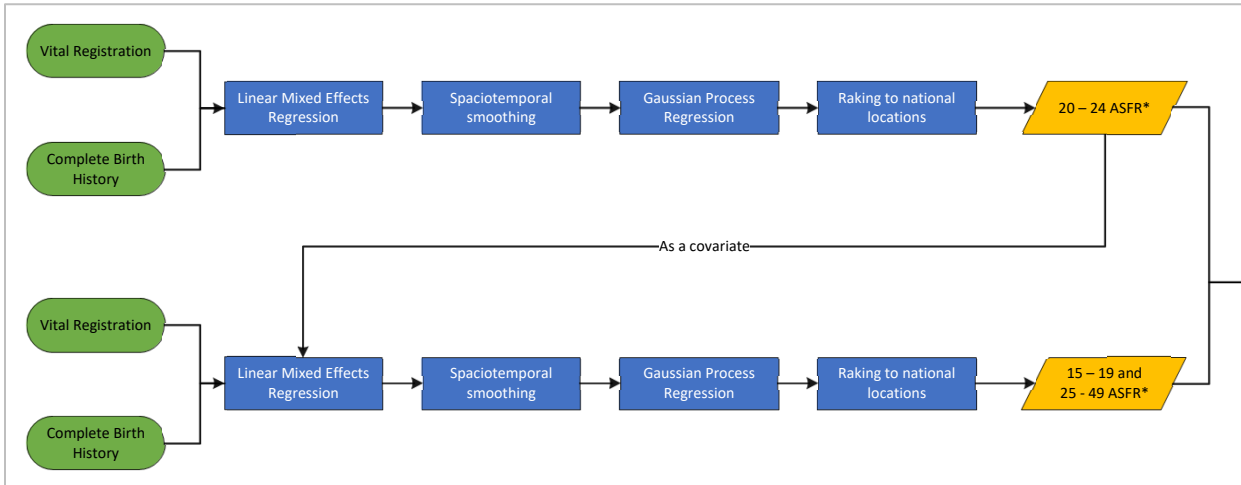 Vital Registration
Linear Mixed Effects
Regression
Spaciotemporal
smoothing
Gaussian Process
Regression
Raking to national
locations
20 – 24 ASFR*
Complete Birth
History
As a covariate
Vital Registration
Linear Mixed Effects
Regression
Spaciotemporal
smoothing
Gaussian Process
Regression
Raking to national
locations
15 – 19 and
25 - 49 ASFR*
Complete Birth
History